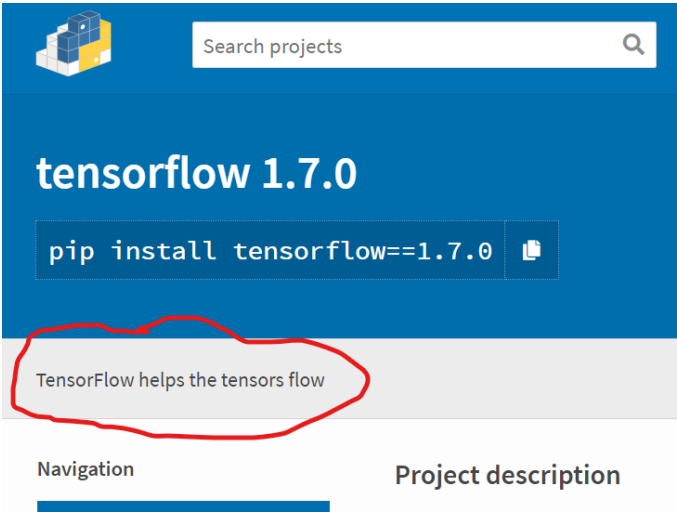 Search projects
tensorflow 1.7.0
pip install tensorflow==1.7.0
TensorFlow helps the tensors flow
Navigation
Project description